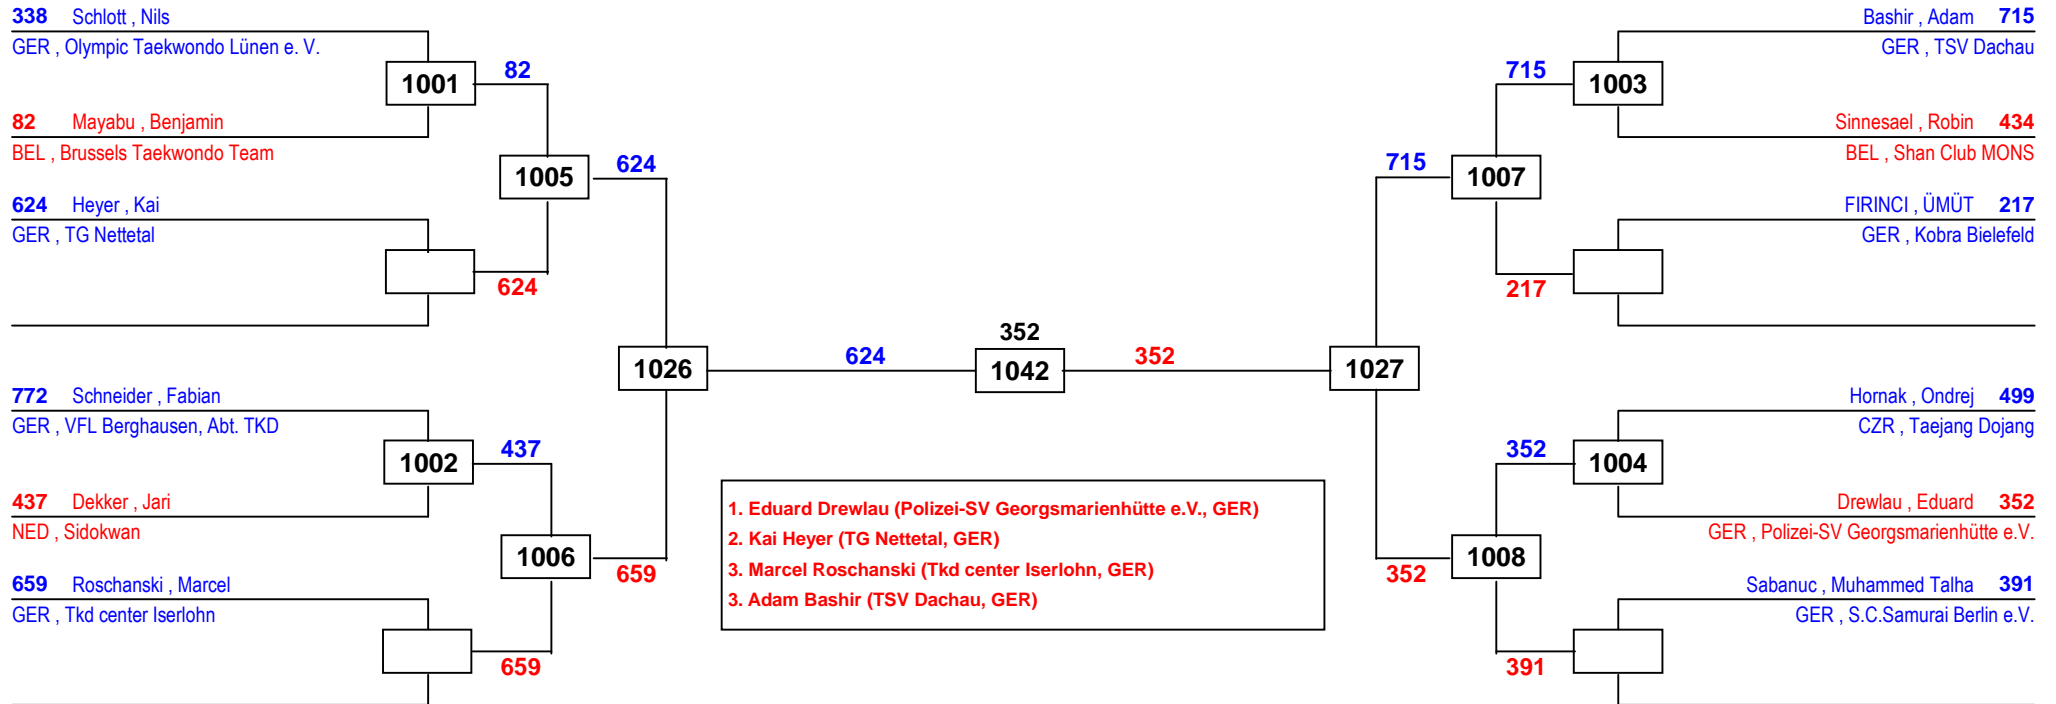 338 Schlott , Nils
GER , Olympic Taekwondo Lünen e. V.
1001
82
82 Mayabu , Benjamin
BEL , Brussels Taekwondo Team
1005
624
624 Heyer , Kai
GER , TG Nettetal
624
1026
624
772 Schneider , Fabian
GER , VFL Berghausen, Abt. TKD
1002
437
437 Dekker , Jari
NED , Sidokwan
1006
659
659 Roschanski , Marcel
GER , Tkd center Iserlohn
659
352
1042
352
1. Eduard Drewlau (Polizei-SV Georgsmarienhütte e.V., GER)
2. Kai Heyer (TG Nettetal, GER)
3. Marcel Roschanski (Tkd center Iserlohn, GER)
3. Adam Bashir (TSV Dachau, GER)
Bashir , Adam 715
GER , TSV Dachau
715
1003
Sinnesael , Robin 434
BEL , Shan Club MONS
715
1007
FIRINCI , ÜMÜT 217
GER , Kobra Bielefeld
217
1027
Hornak , Ondrej 499
CZR , Taejang Dojang
352
1004
Drewlau , Eduard 352
GER , Polizei-SV Georgsmarienhütte e.V.
352
1008
Sabanuc , Muhammed Talha 391
GER , S.C.Samurai Berlin e.V.
391